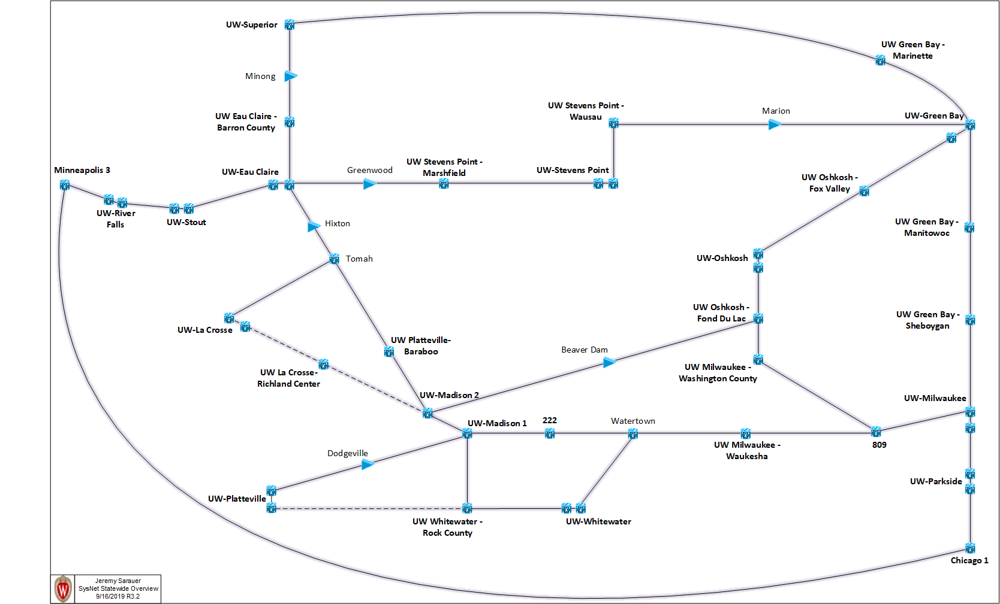 UW-Superior
UW Green Bay -
Marinette
Minong
UW Eau Claire -
Barron County
UW Stevens Point -
Wausau
Marion
UW-Green Bay
Minneapolis 3
UW-Eau Claire
Greenwood
UW Stevens Point -
Marshfield
UW-Stevens Point
UW Oshkosh -
Fox Valley
UW-River
Falls
UW-Stout
Hixton
UW Green Bay -
Manitowoc
Tomah
UW-Oshkosh
UW-La Crosse
UW Platteville-
Baraboo
UW Oshkosh -
Fond Du Lac
UW Green Bay -
Sheboygan
Beaver Dam
UW La Crosse-
Richland Center
UW Milwaukee -
Washington County
UW-Madison 2
UW-Milwaukee
UW-Madison 1
222
Watertown
UW Milwaukee -
Waukesha
809
Dodgeville
UW-Platteville
UW-Parkside
UW Whitewater -
Rock County
UW-Whitewater
Chicago 1
W
Jeremy Sarauer
SysNet Statewide Overview
9/16/2019 R3.2